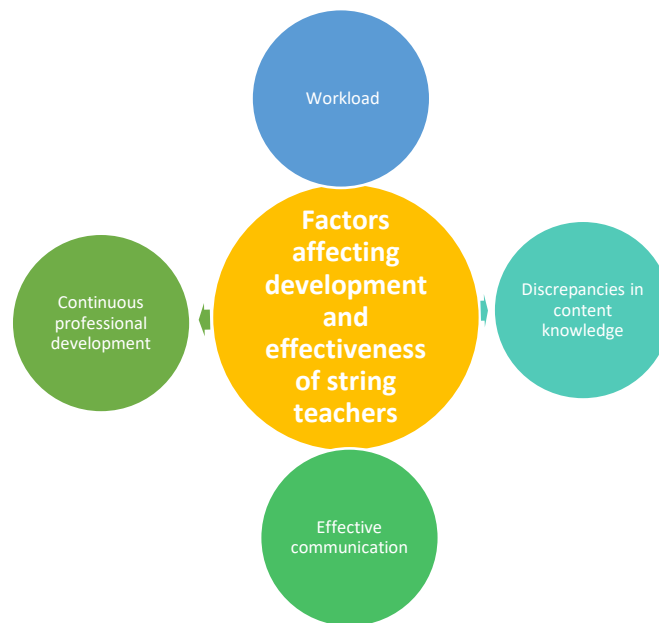 Workload
Factors
affecting
development
and
effectiveness
of string
teachers
Continuous
professional
development
Discrepancies in
content
knowledge
Effective
communication